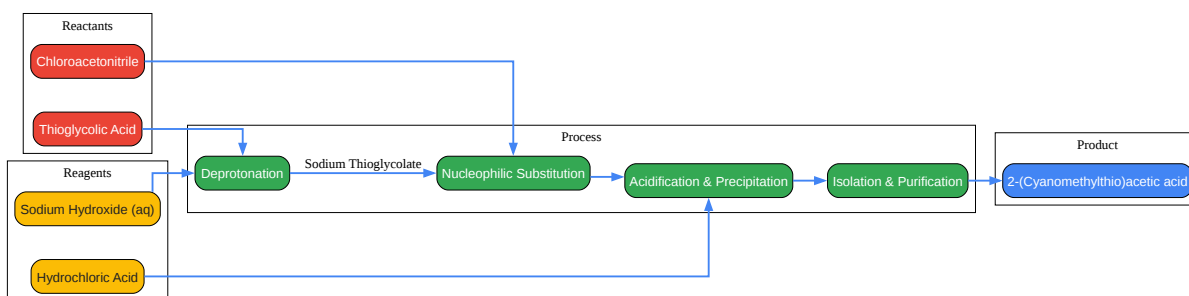 Reactants
Chloroacetonitrile
Thioglycolic Acid
Reagents
Sodium Hydroxide (aq)
Hydrochloric Acid
Process
Deprotonation
Sodium Thioglycolate
Nucleophilic Substitution
Acidification & Precipitation
Isolation & Purification
Product
2-(Cyanomethylthio)acetic acid